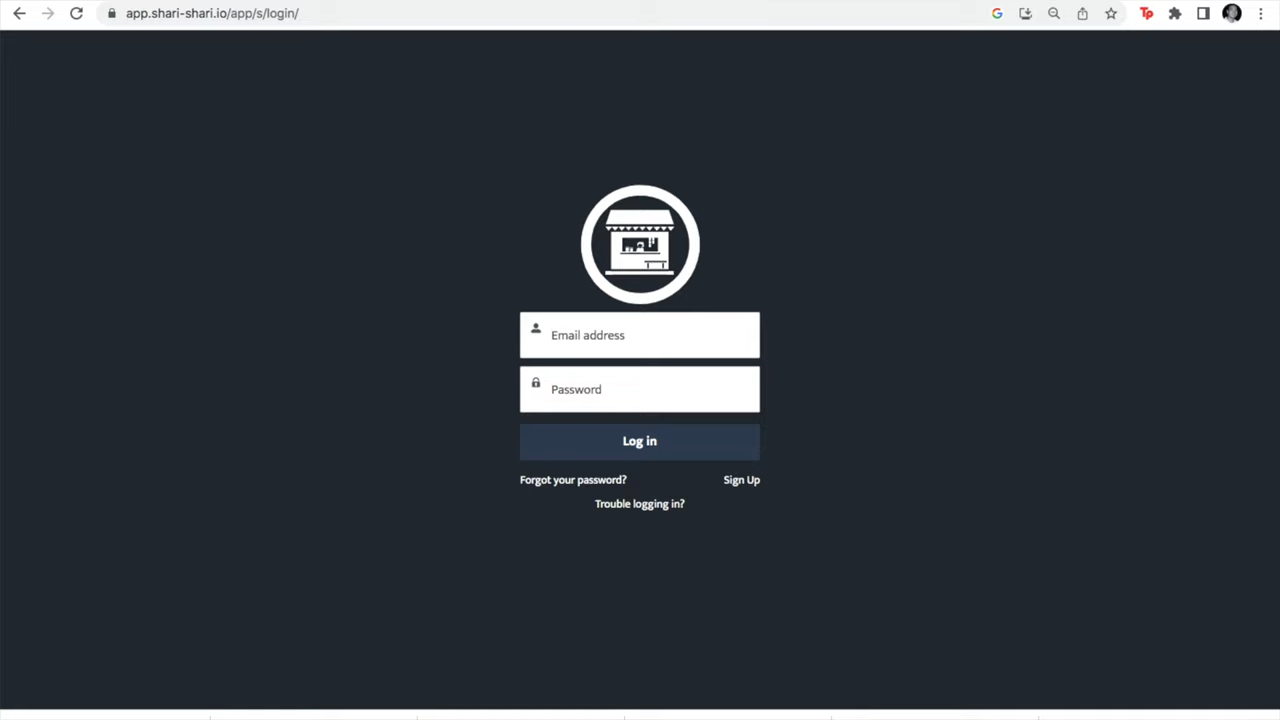 app.shari-shari.io/app/s/login/
Tp
Email address
Password
Log in
Forgot your password?
Sign Up
Trouble logging in?